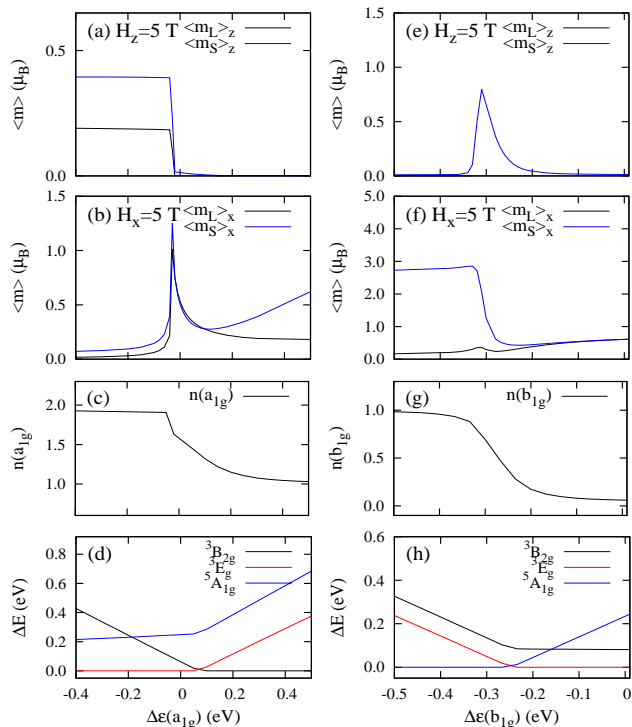 (a) H_z=5 T <m_L>_z
<m_S>_z
<m> (μ_B)
0.5
0.0
(e) H_z=5 T <m_L>_z
<m_S>_z
<m> (μ_B)
1.5
1.0
0.5
0.0
(b) H_x=5 T <m_L>_x
<m_S>_x
<m> (μ_B)
1.5
1.0
0.5
0.0
(f) H_x=5 T <m_L>_x
<m_S>_x
<m> (μ_B)
5.0
4.0
3.0
2.0
1.0
0.0
(c) n(a_1g)
n(a_1g)
2.0
1.5
1.0
(g) n(b_1g)
n(b_1g)
1.0
0.5
0.0
(d) ^3B_2g
^3E_g
^5A_1g
ΔE (eV)
0.8
0.6
0.4
0.2
0.0
-0.4 -0.2 0 0.2 0.4
Δε(a_1g) (eV)
(h) ^3B_2g
^3E_g
^5A_1g
ΔE (eV)
0.6
0.4
0.2
0.0
-0.5 -0.4 -0.3 -0.2 -0.1 0
Δε(b_1g) (eV)